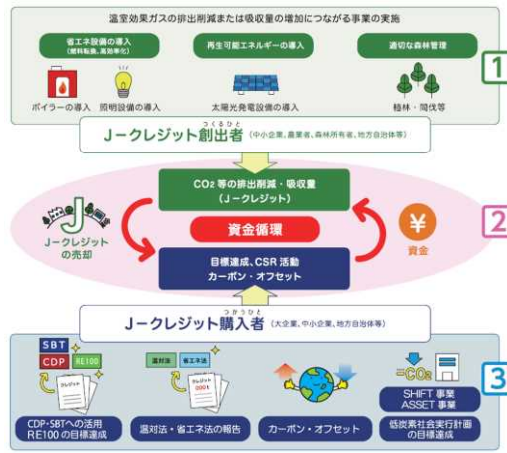 温室効果ガスの排出削減または吸収量の増加につながる事業の実施
省エネ設備の導入
(燃料転換、高効率化)
再生可能エネルギーの導入
適切な森林管理
ボイラーの導入
照明設備の導入
太陽光発電設備の導入
植林・間伐等
1
つくるひと
J-クレジット創出者(中小企業、農業者、森林所有者、地方自治体等)
CO2 等の排出削減・吸収量
(J-クレジット)
J
J-クレジット
の売却
資金循環
¥
資金
2
目標達成、CSR 活動
カーボン・オフセット
つかうひと
J-クレジット購入者(大企業、中小企業、地方自治体等)
SBT
CDP
RE100
クレジット
温対法
省エネ法
クレジット
000t
=CO2
3
CDP・SBTへの活用
RE100の目標達成
温対法・省エネ法の報告
カーボン・オフセット
SHIFT 事業
ASSET 事業
低炭素社会実行計画
の目標達成